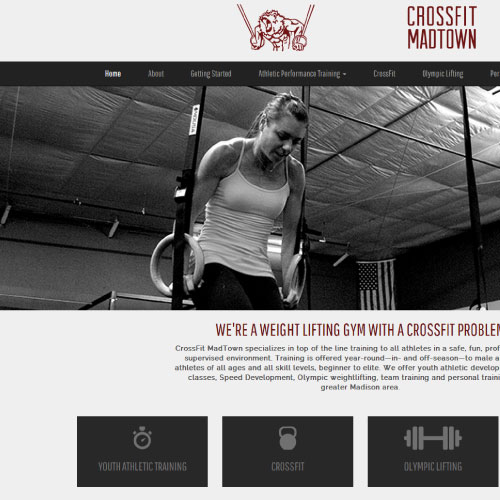 CROSSFIT
MADTOWN
Home About Getting Started Athletic Performance Training CrossFit Olympic Lifting
WE'RE A WEIGHT LIFTING GYM WITH A CROSSFIT PROBLEM
CrossFit MadTown specializes in top of the line training to all athletes in a safe, fun,
supervised environment. Training is offered year-round—in- and off-season—to male
athletes of all ages and all skill levels, beginner to elite. We offer youth athletic
classes, Speed Development, Olympic weightlifting, team training and personal
greater Madison area.
YOUTH ATHLETIC TRAINING
CROSSFIT
OLYMPIC LIFTING